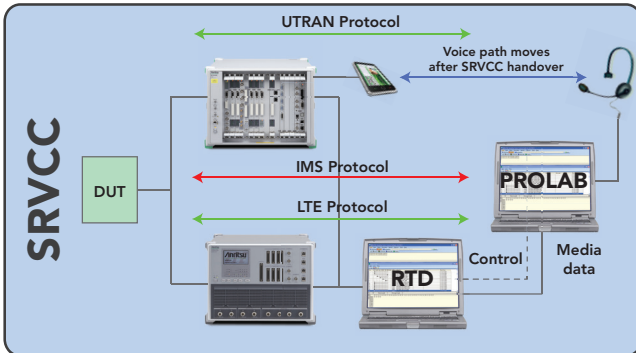 UTRAN Protocol
Voice path moves
after SRVCC handover
SRVCC
DUT
IMS Protocol
PROLAB
LTE Protocol
Anritsu
RTD
Control
Media
data